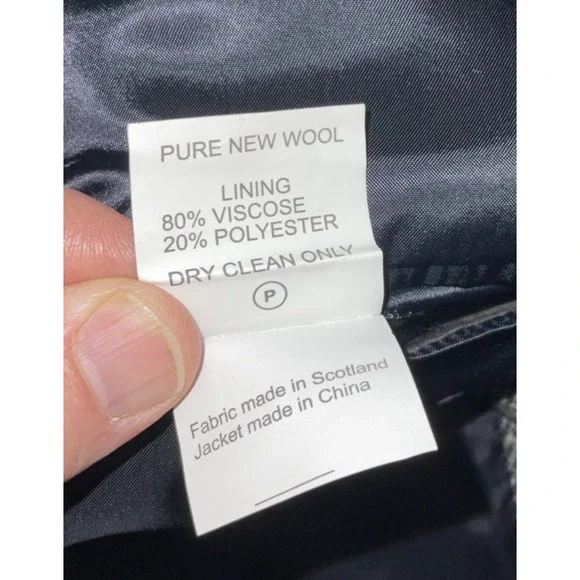 PURE NEW WOOL
LINING
80% VISCOSE
20% POLYESTER
DRY CLEAN ONLY
P
Fabric made in Scotland
Jacket made in China